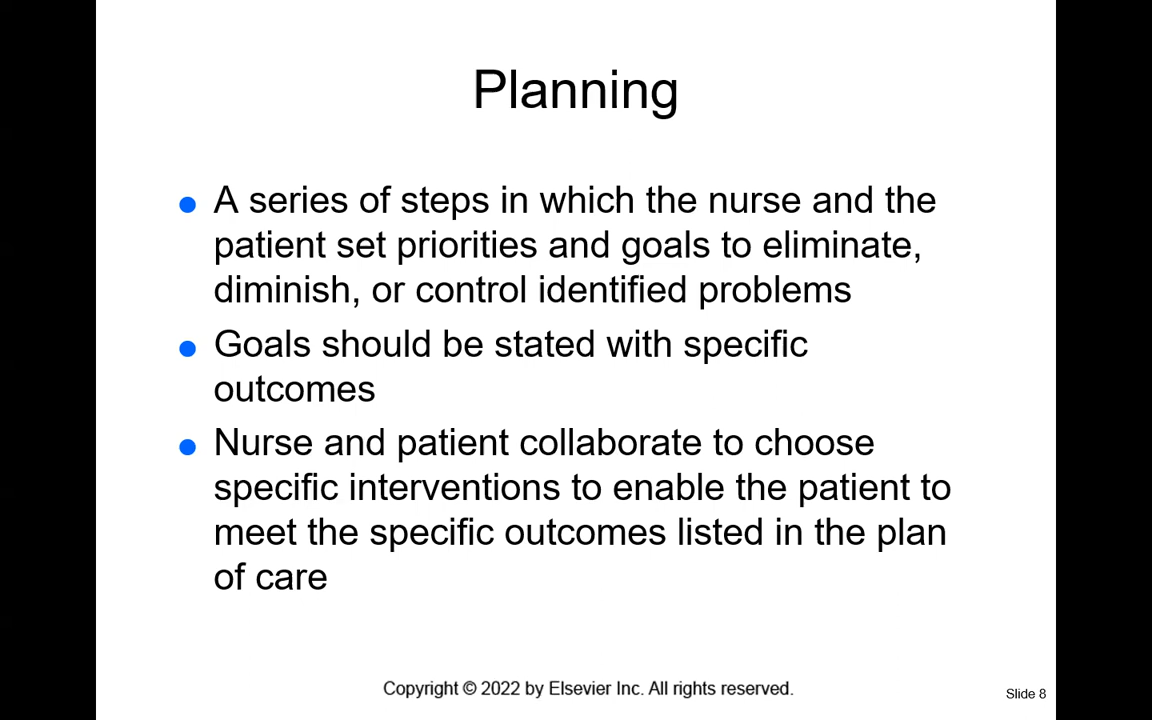 Planning
● A series of steps in which the nurse and the
patient set priorities and goals to eliminate,
diminish, or control identified problems
● Goals should be stated with specific
outcomes
● Nurse and patient collaborate to choose
specific interventions to enable the patient to
meet the specific outcomes listed in the plan
of care
Copyright © 2022 by Elsevier Inc. All rights reserved.
Slide 8